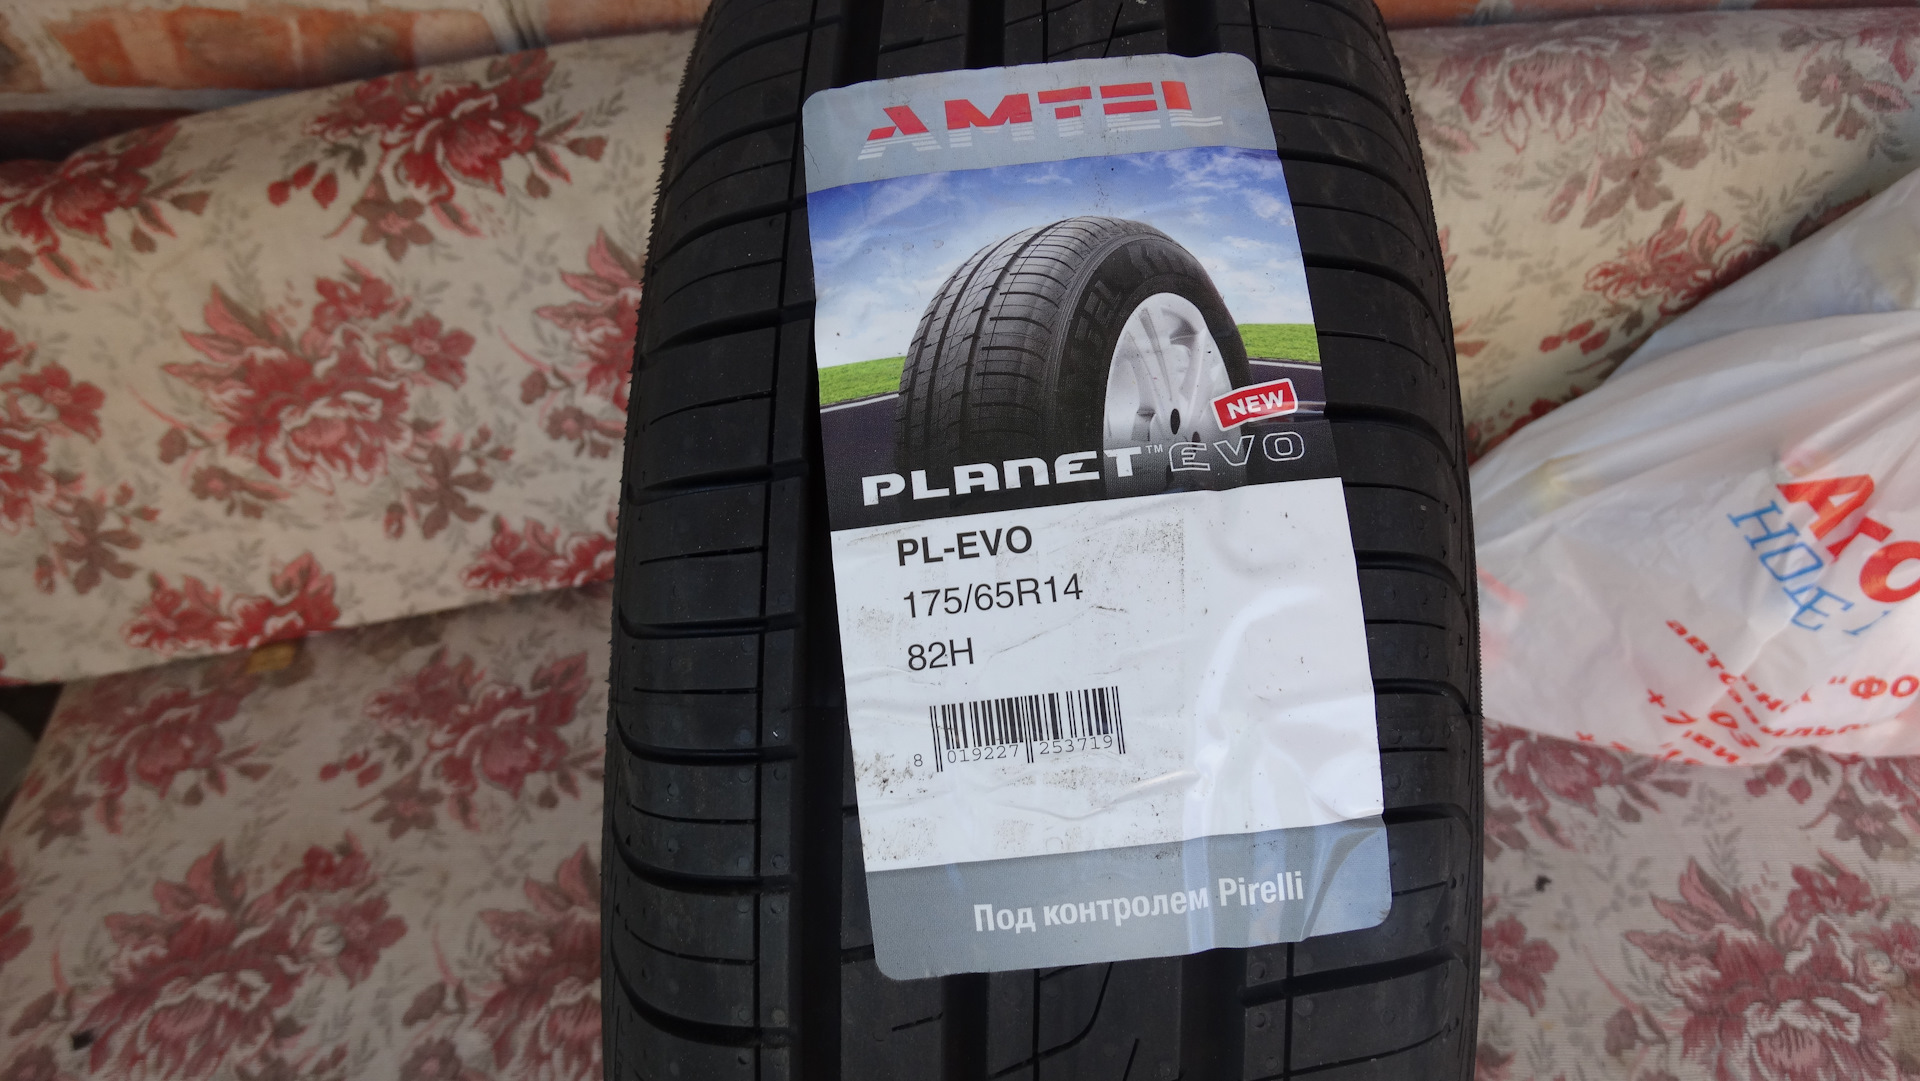 AMTEL
NEW
PLANET™ EVO
PL-EVO
175/65R14
82H
8 019227 253719
Под контролем Pirelli